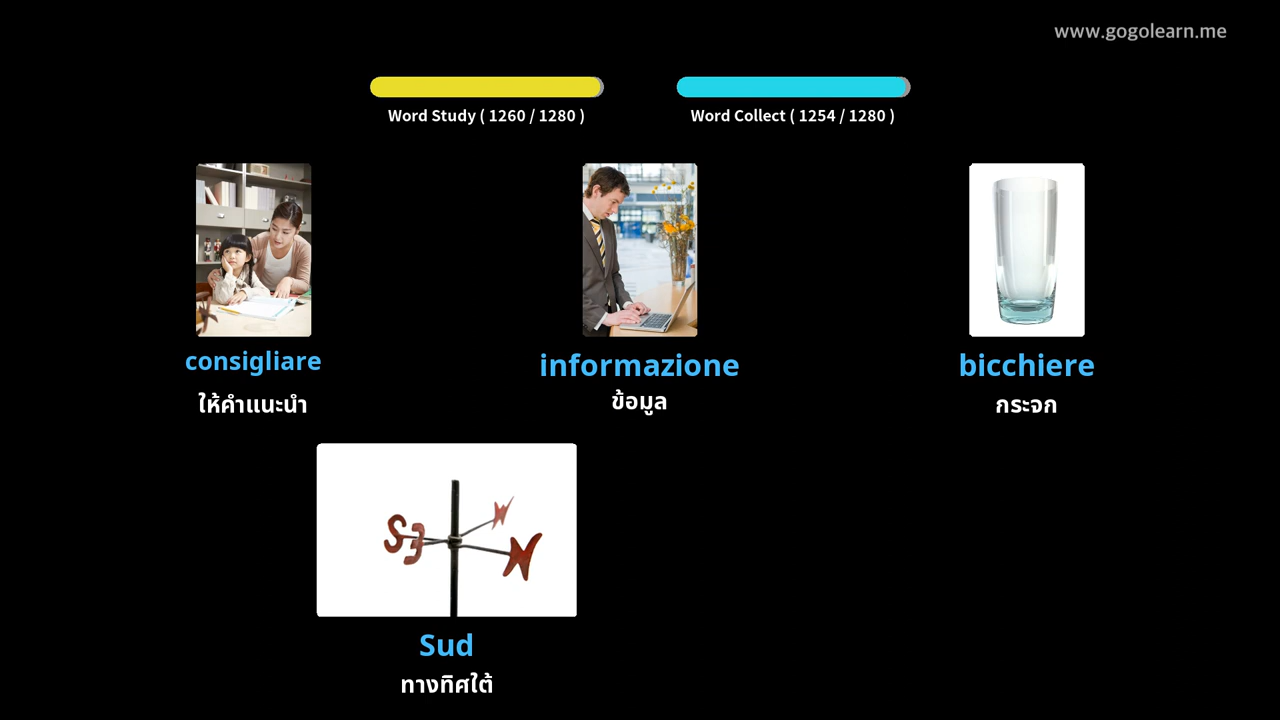 www.gogolearn.me
Word Study ( 1260 / 1280 )
Word Collect ( 1254 / 1280 )
consigliare
ให้คำแนะนำ
informazione
ข้อมูล
bicchiere
กระจก
Sud
ทางทิศใต้